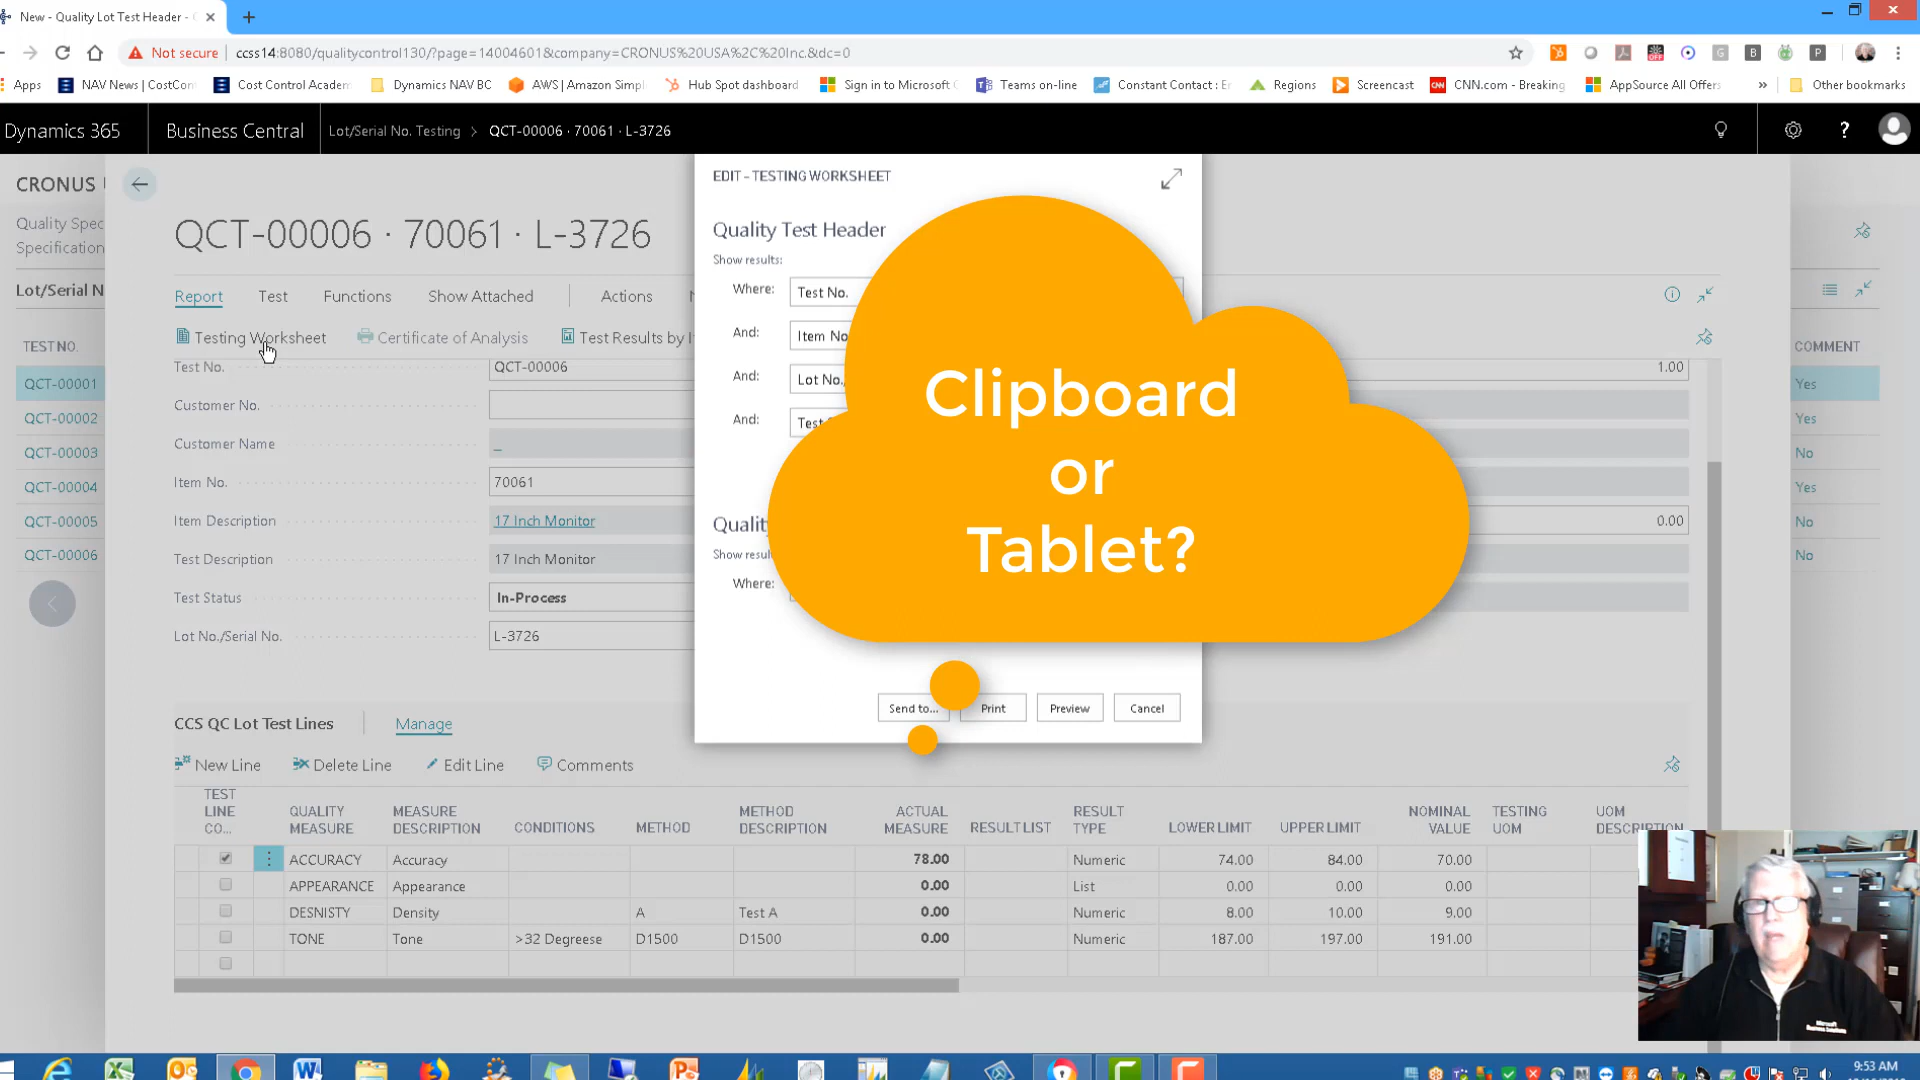 New - Quality Lot Test Header -
Not secure ccss14:8080/qualitycontrol130/?page=14004601&company=CRONUS%20USA%2C%20Inc.&dc=0
Apps NAV News | CostCon Cost Control Academ Dynamics NAV BC AWS | Amazon Simpl Hub Spot dashboard Sign in to Microsoft Teams on-line Constant Contact : Er Regions Screencast CNN.com - Breaking AppSource All Offers » Other bookmarks
Dynamics 365 Business Central Lot/Serial No. Testing > QCT-00006 · 70061 · L-3726 ?
CRONUS
Quality Spec
Specification
Lot/Serial N
TEST NO.
QCT-00001
QCT-00002
QCT-00003
QCT-00004
QCT-00005
QCT-00006
QCT-00006 · 70061 · L-3726
Report Test Functions Show Attached Actions
Testing Worksheet Certificate of Analysis Test Results by I
Test No. QCT-00006 1.00
Customer No.
Customer Name _
Item No. 70061
Item Description 17 Inch Monitor 0.00
Test Description 17 Inch Monitor
Test Status In-Process
Lot No./Serial No. L-3726
EDIT - TESTING WORKSHEET
Quality Test Header
Show results:
Where: Test No.
And: Item No
And: Lot No./
And: Test
Quality
Show resul
Where:
Send to... Print Preview Cancel
Clipboard
or
Tablet?
COMMENT
Yes
Yes
No
Yes
No
No
CCS QC Lot Test Lines Manage
New Line Delete Line Edit Line Comments
TEST LINE CO... QUALITY MEASURE MEASURE DESCRIPTION CONDITIONS METHOD METHOD DESCRIPTION ACTUAL MEASURE RESULT LIST RESULT TYPE LOWER LIMIT UPPER LIMIT NOMINAL VALUE TESTING UOM UOM DESCRIPTION
ACCURACY Accuracy 78.00 Numeric 74.00 84.00 70.00
APPEARANCE Appearance 0.00 List 0.00 0.00 0.00
DESNISTY Density A Test A 0.00 Numeric 8.00 10.00 9.00
TONE Tone >32 Degreese D1500 D1500 0.00 Numeric 187.00 197.00 191.00
9:53 AM